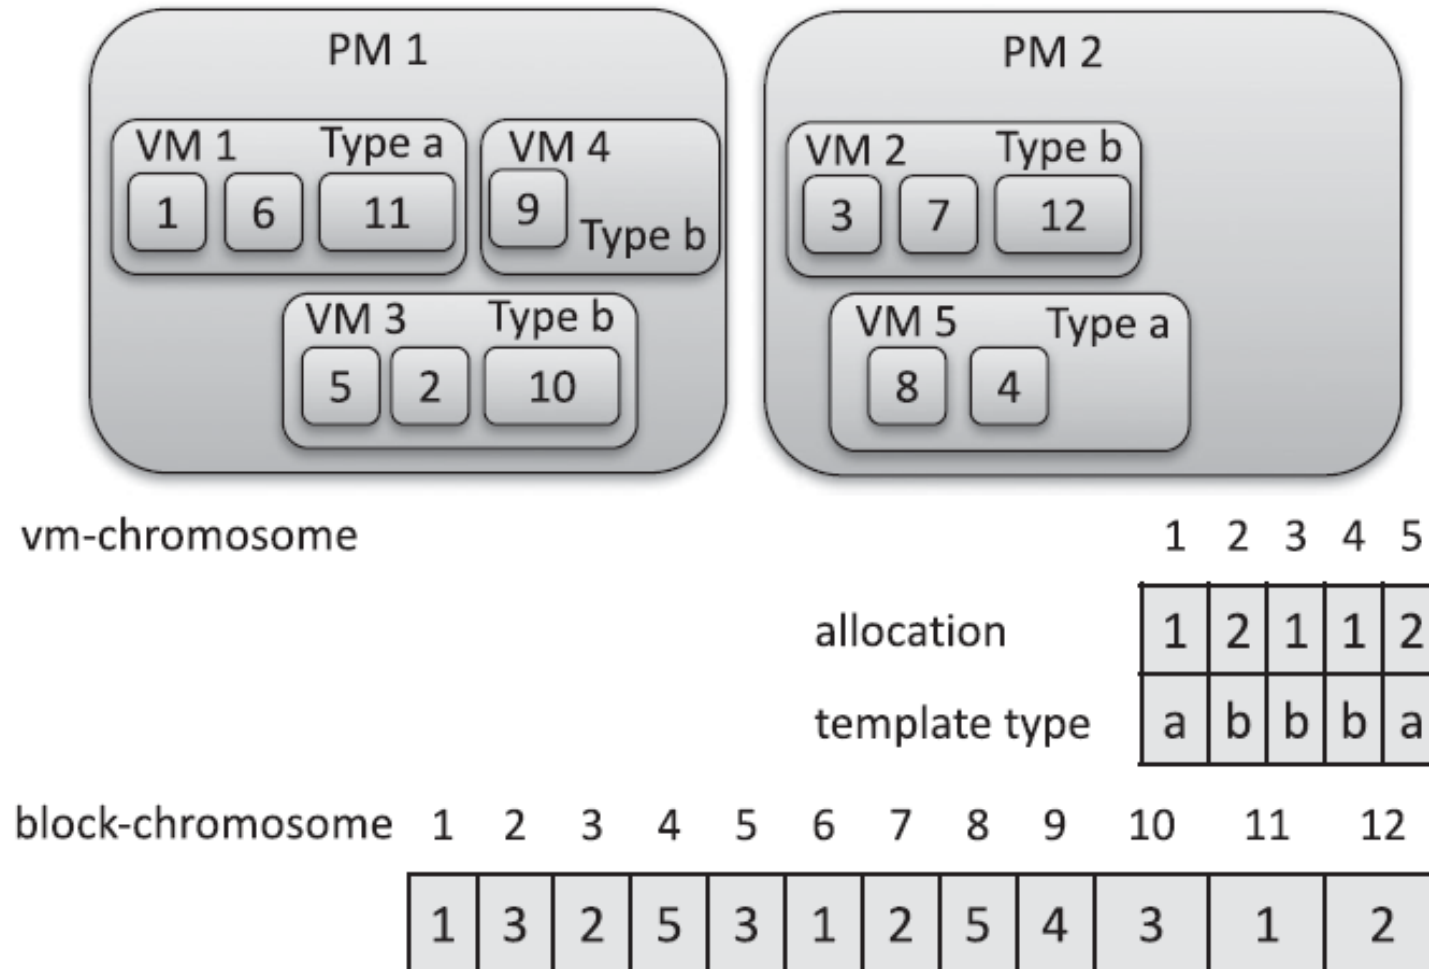 PM 1
PM 2
VM 1 Type a
1 6 11
VM 4
9
Type b
VM 2 Type b
3 7 12
VM 3 Type b
5 2 10
VM 5 Type a
8 4
vm-chromosome 1 2 3 4 5
allocation 1 2 1 1 2
template type a b b b a
block-chromosome 1 2 3 4 5 6 7 8 9 10 11 12
1 3 2 5 3 1 2 5 4 3 1 2